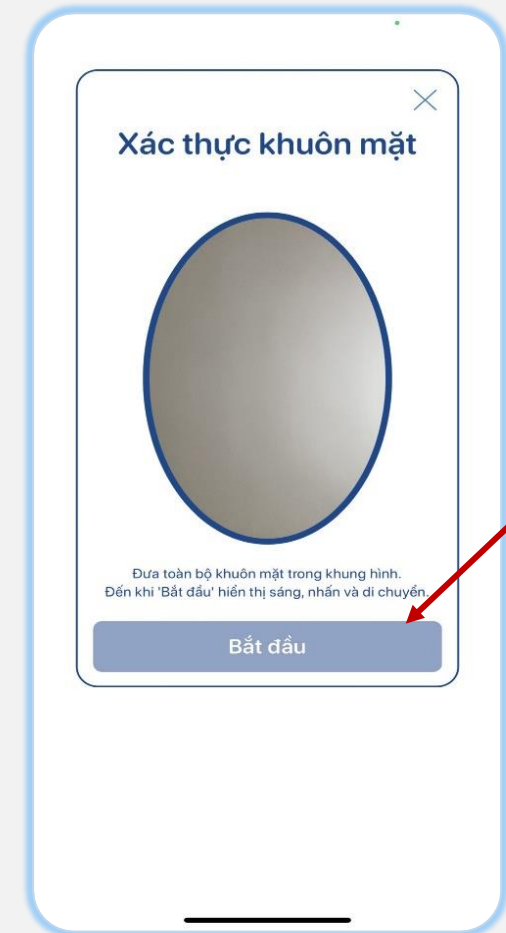 Xác thực khuôn mặt
Đưa toàn bộ khuôn mặt trong khung hình.
Đến khi 'Bắt đầu' hiển thị sáng, nhấn và di chuyển.
Bắt đầu